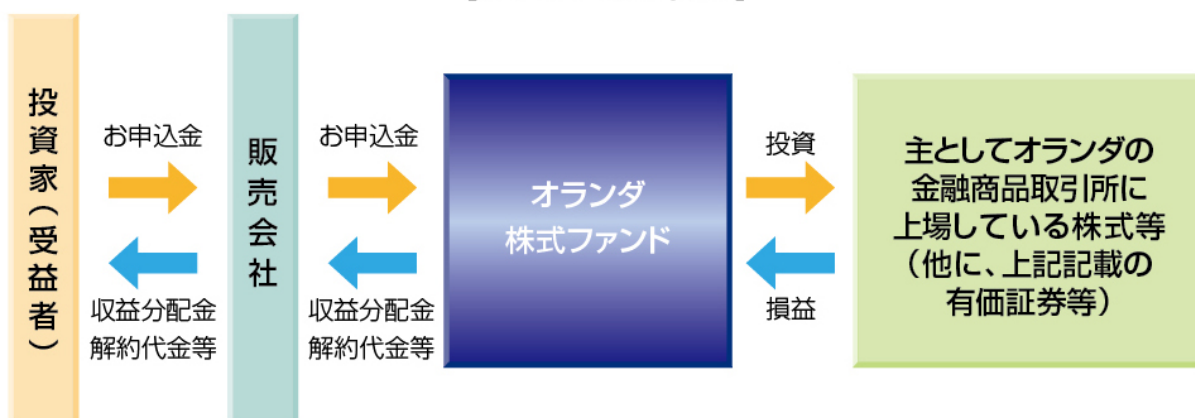 投資家（受益者）
お申込金
収益分配金
解約代金等
販売会社
お申込金
収益分配金
解約代金等
オランダ
株式ファンド
投資
損益
主としてオランダの
金融商品取引所に
上場している株式等
（他に、上記記載の
有価証券等）